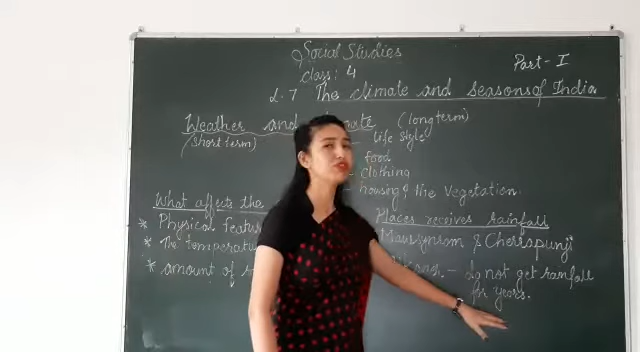 Social Studies
class: 4
Part - I
L.7 The climate and seasons of India
Weather and
(short term)
(long term)
life style
food
- clothing
- housing & the vegetation.
What affects the
* Physical
* The
* amount of
Places receives rainfall
Mawsynram & Cherrapunji
- do not get rainfall
for years.